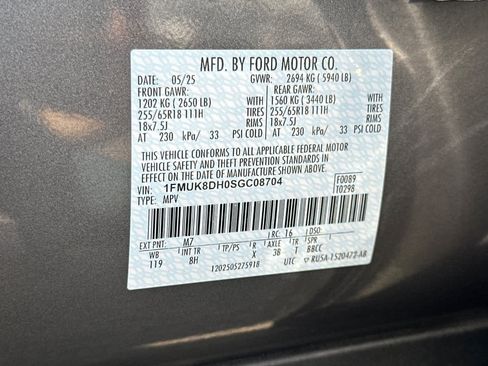 MFD. BY FORD MOTOR CO.
DATE: 05/25 GVWR: 2694 KG ( 5940 LB)
FRONT GAWR: REAR GAWR:
1202 KG ( 2650 LB) WITH 1560 KG ( 3440 LB) WITH
255/65R18 111H TIRES 255/65R18 111H TIRES
18x7.5J RIMS 18x7.5J RIMS
AT 230 kPa/ 33 PSI COLD AT 230 kPa/ 33 PSI COLD
THIS VEHICLE CONFORMS TO ALL APPLICABLE FEDERAL MOTOR
VEHICLE SAFETY AND THEFT PREVENTION STANDARDS IN EFFECT
ON THE DATE OF MANUFACTURE SHOWN ABOVE.
VIN: 1FMUK8DH0SGC08704 F0089
TYPE: MPV T0298
EXT PNT: M7 RC: 16 DSO:
WB INT TR TP/PS R AXLE TR SPR
119 8H X 3B T BBCC
1202505275918 UTC RU5A-1520472-AB